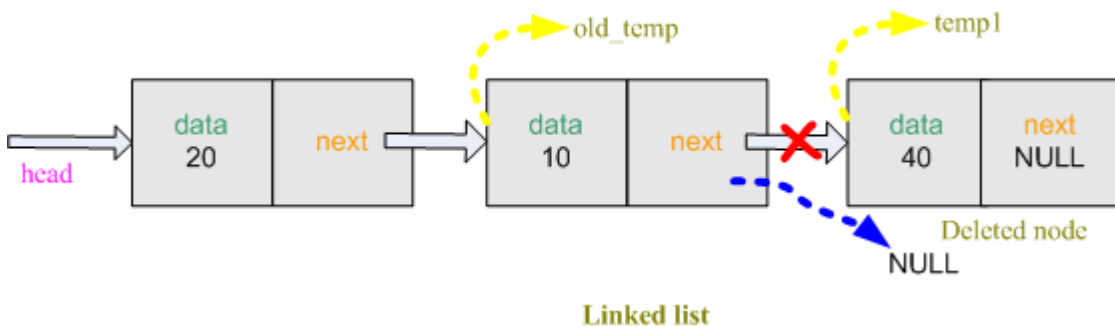 old_temp
temp1
head
data
20
next
data
10
next
data
40
next
NULL
Deleted node
NULL
Linked list